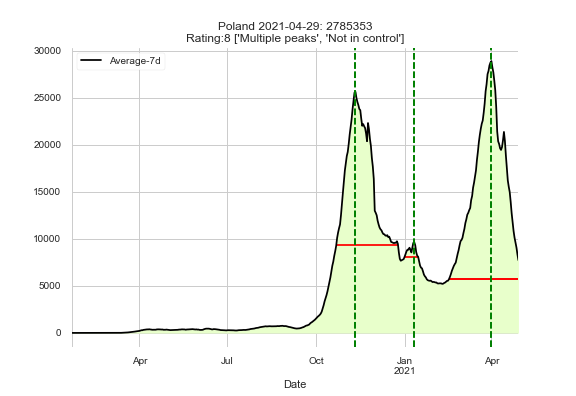 Poland 2021-04-29: 2785353
Rating:8 ['Multiple peaks', 'Not in control']
30000
Average-7d
25000
20000
15000
10000
5000
0
Apr Jul Oct Jan Apr
2021
Date